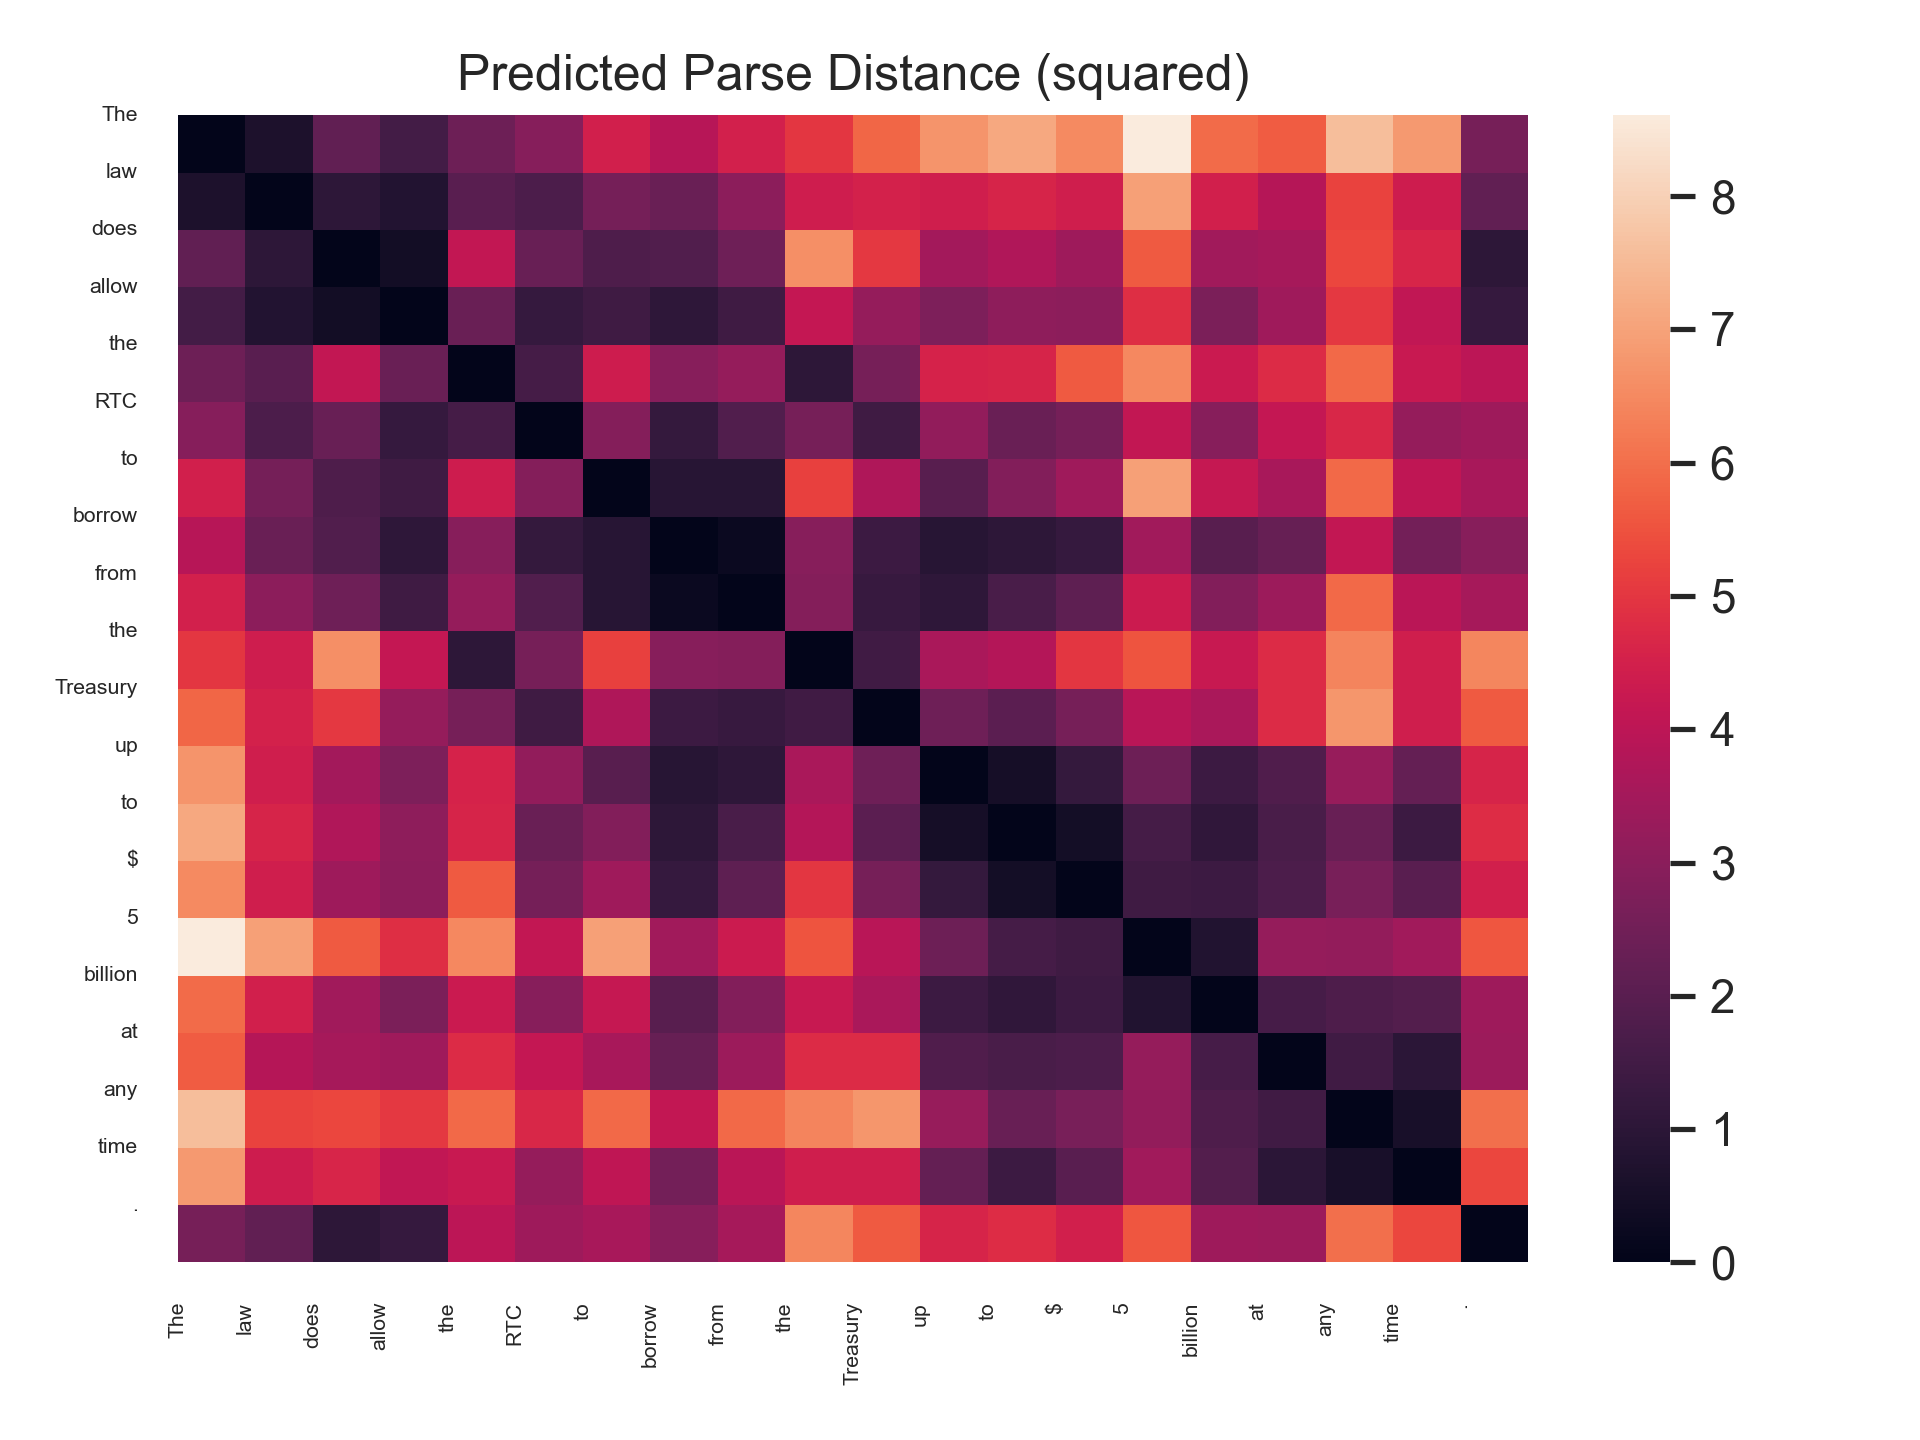 Predicted Parse Distance (squared)
The
law
does
allow
the
RTC
to
borrow
from
the
Treasury
up
to
$
5
billion
at
any
time
.
8
7
6
5
4
3
2
1
0
The law does allow the RTC to borrow from the Treasury up to $ 5 billion at any time .